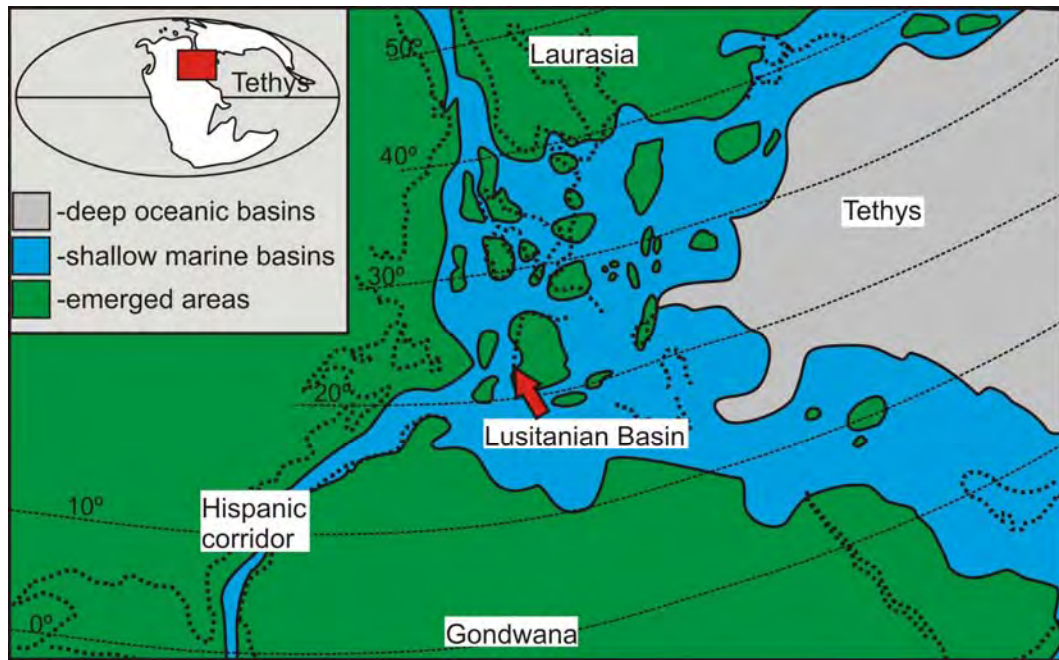 Tethys
-deep oceanic basins
-shallow marine basins
-emerged areas
50º
Laurasia
40º
Tethys
30º
20º
Lusitanian Basin
10º
Hispanic
corridor
0º
Gondwana